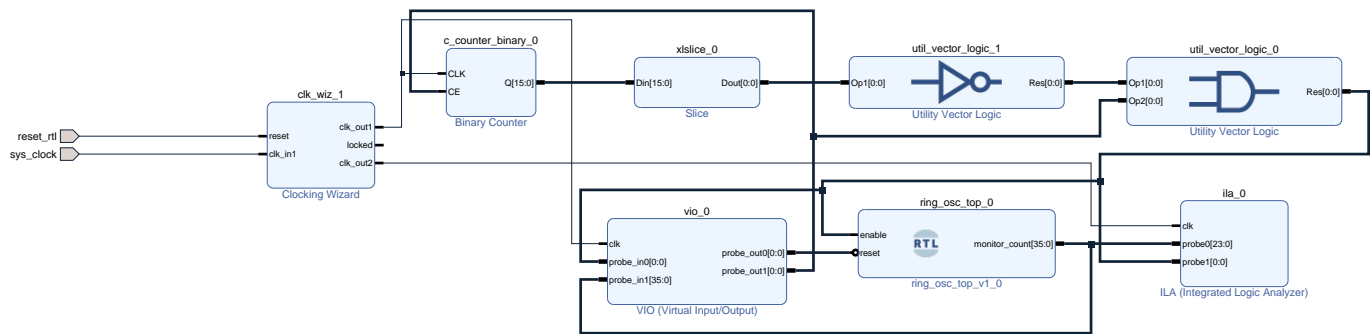 c_counter_binary_0
CLK
CE
Q[15:0]
Binary Counter
xlslice_0
Din[15:0]
Dout[0:0]
Slice
util_vector_logic_1
Op1[0:0]
Res[0:0]
Utility Vector Logic
util_vector_logic_0
Op1[0:0]
Op2[0:0]
Res[0:0]
Utility Vector Logic
reset_rtl
sys_clock
clk_wiz_1
reset
clk_in1
clk_out1
locked
clk_out2
Clocking Wizard
vio_0
clk
probe_in0[0:0]
probe_in1[35:0]
probe_out0[0:0]
probe_out1[0:0]
VIO (Virtual Input/Output)
ring_osc_top_0
enable
reset
RTL
monitor_count[35:0]
ring_osc_top_v1_0
ila_0
clk
probe0[23:0]
probe1[0:0]
ILA (Integrated Logic Analyzer)